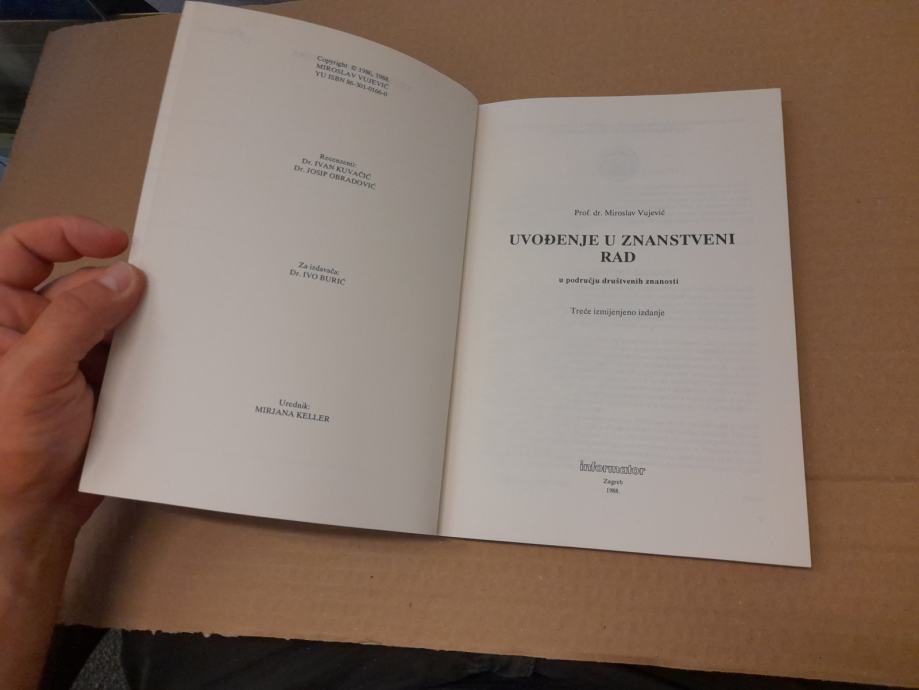 Copyright © 1986, 1988.
MIROSLAV VUJEVIĆ
YU ISBN 86-301-0166-0
Recenzenti:
Dr. IVAN KUVAČIĆ
Dr. JOSIP OBRADOVIĆ
Za izdavača:
Dr. IVO BURIĆ
Urednik:
MIRJANA KELLER
Prof. dr. Miroslav Vujević
UVOĐENJE U ZNANSTVENI
RAD
u području društvenih znanosti
Treće izmijenjeno izdanje
informator
Zagreb
1988.